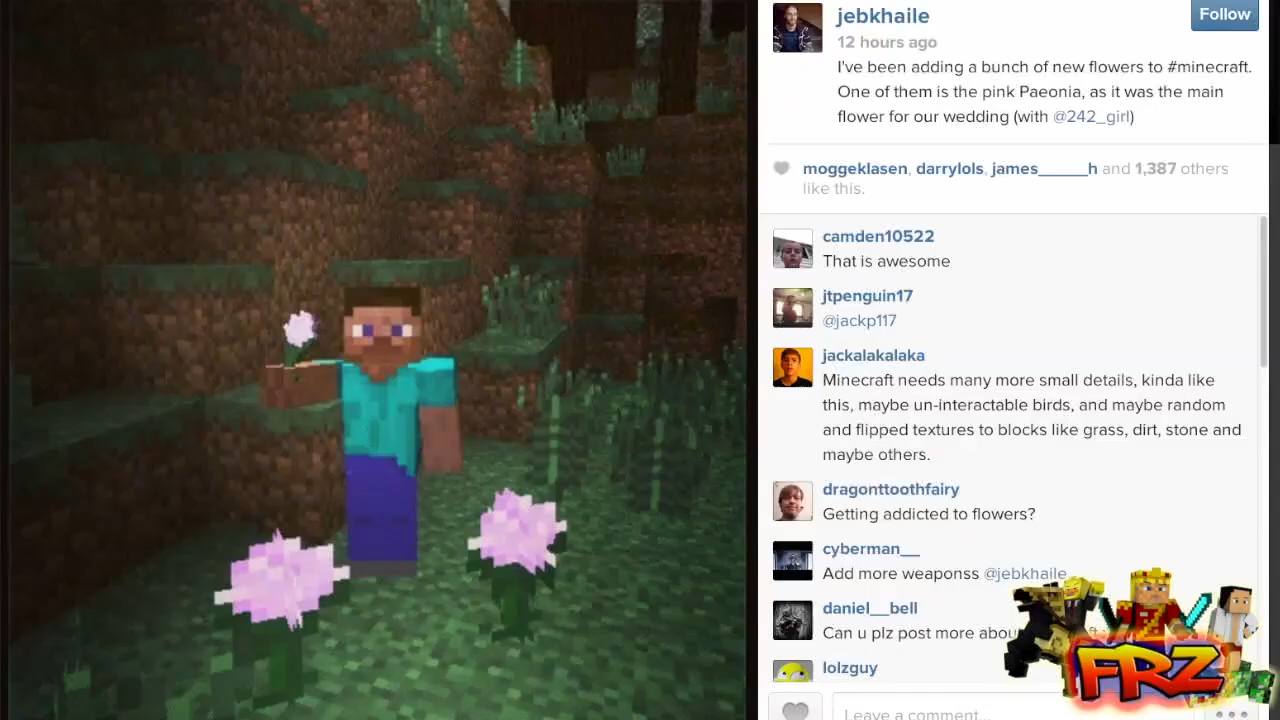 jebkhaile
Follow
12 hours ago
I've been adding a bunch of new flowers to #minecraft.
One of them is the pink Paeonia, as it was the main
flower for our wedding (with @242_girl)
moggeklasen, darrylols, james_____h and 1,387 others
like this.
camden10522
That is awesome
jtpenguin17
@jackp117
jackalakalaka
Minecraft needs many more small details, kinda like
this, maybe un-interactable birds, and maybe random
and flipped textures to blocks like grass, dirt, stone and
maybe others.
dragonttoothfairy
Getting addicted to flowers?
cyberman__
Add more weaponss @jebkhaile
daniel__bell
Can u plz post more
lolzguy
FRZ
Leave a comment...